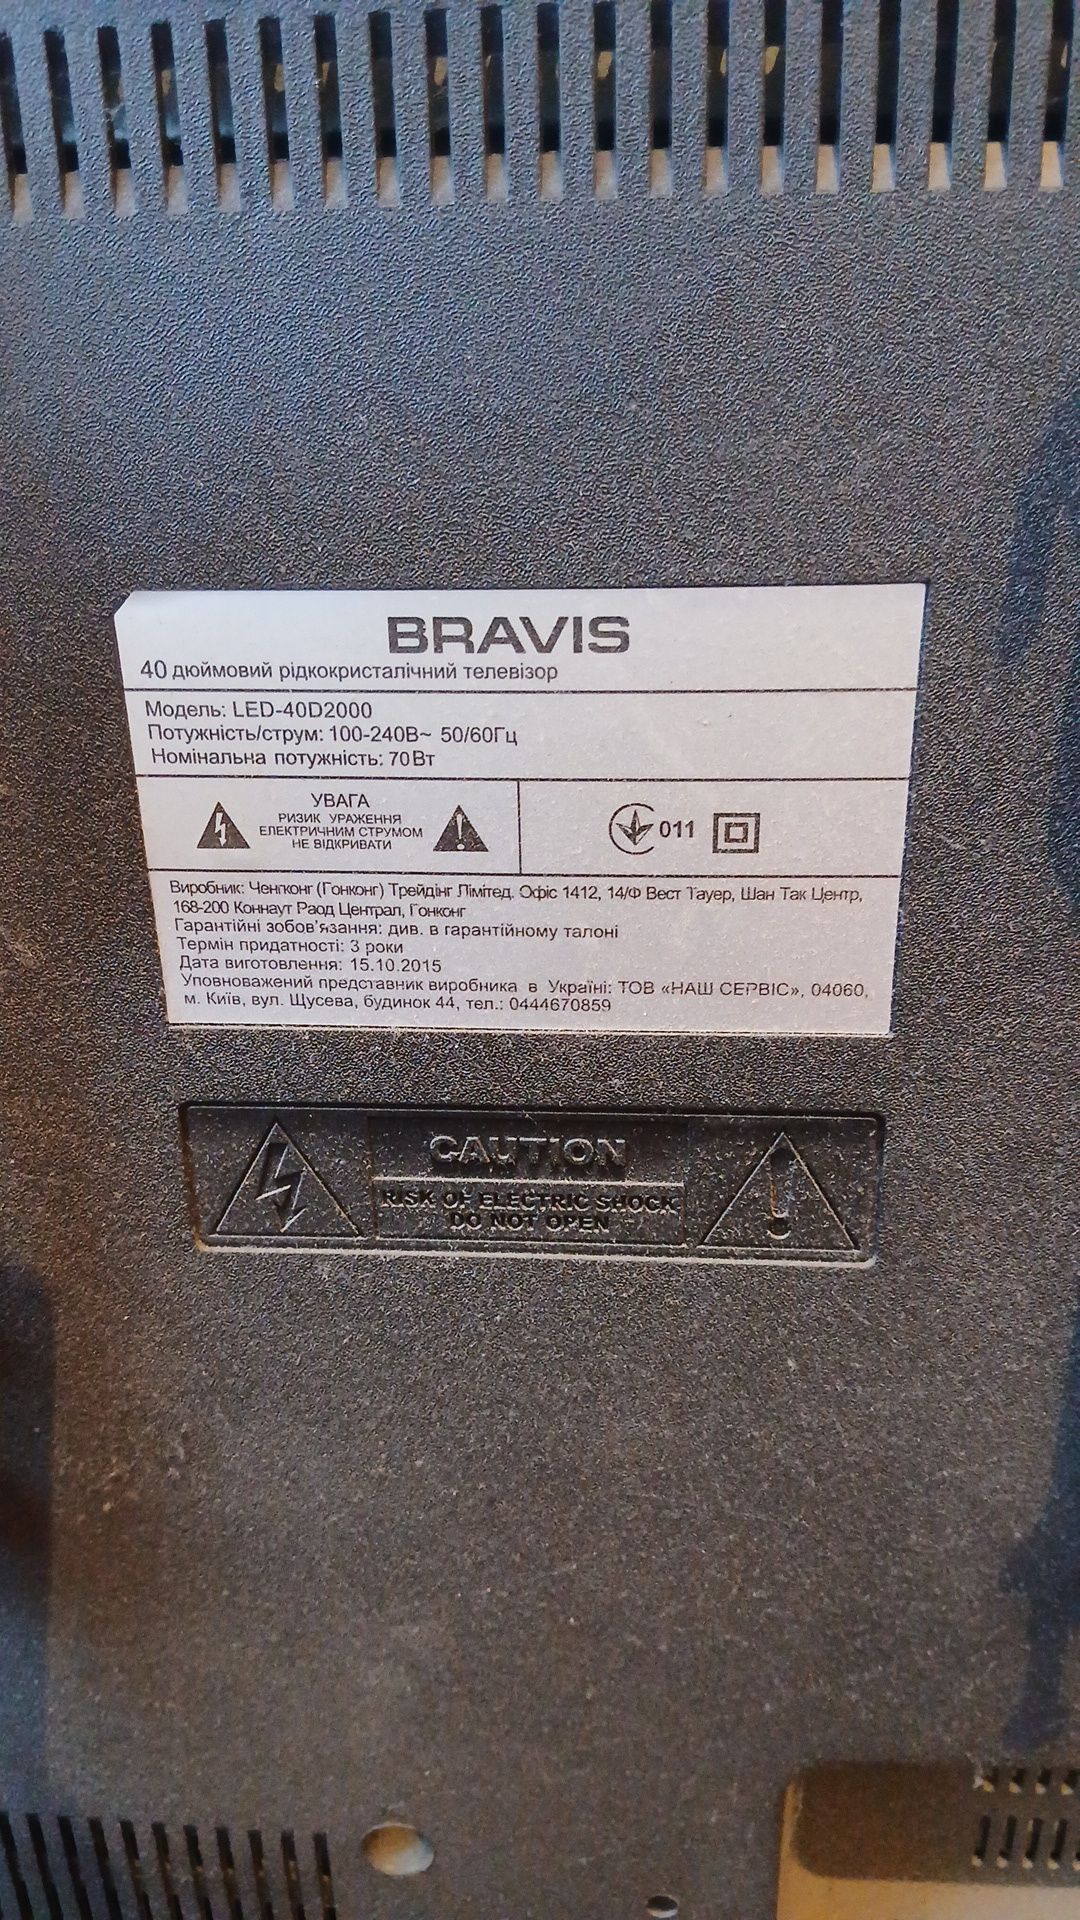 BRAVIS
40 дюймовий рідкокристалічний телевізор
Модель: LED-40D2000
Потужність/струм: 100-240В~ 50/60Гц
Номінальна потужність: 70Вт
УВАГА
РИЗИК УРАЖЕННЯ
ЕЛЕКТРИЧНИМ СТРУМОМ
НЕ ВІДКРИВАТИ
011
Виробник: Ченгконг (Гонконг) Трейдінг Лімітед. Офіс 1412, 14/Ф Вест Тауер, Шан Так Центр,
168-200 Коннаут Раод Централ, Гонконг
Гарантійні зобов'язання: див. в гарантійному талоні
Термін придатності: 3 роки
Дата виготовлення: 15.10.2015
Уповноважений представник виробника в Україні: ТОВ «НАШ СЕРВІС», 04060,
м. Київ, вул. Щусева, будинок 44, тел.: 0444670859
CAUTION
RISK OF ELECTRIC SHOCK
DO NOT OPEN